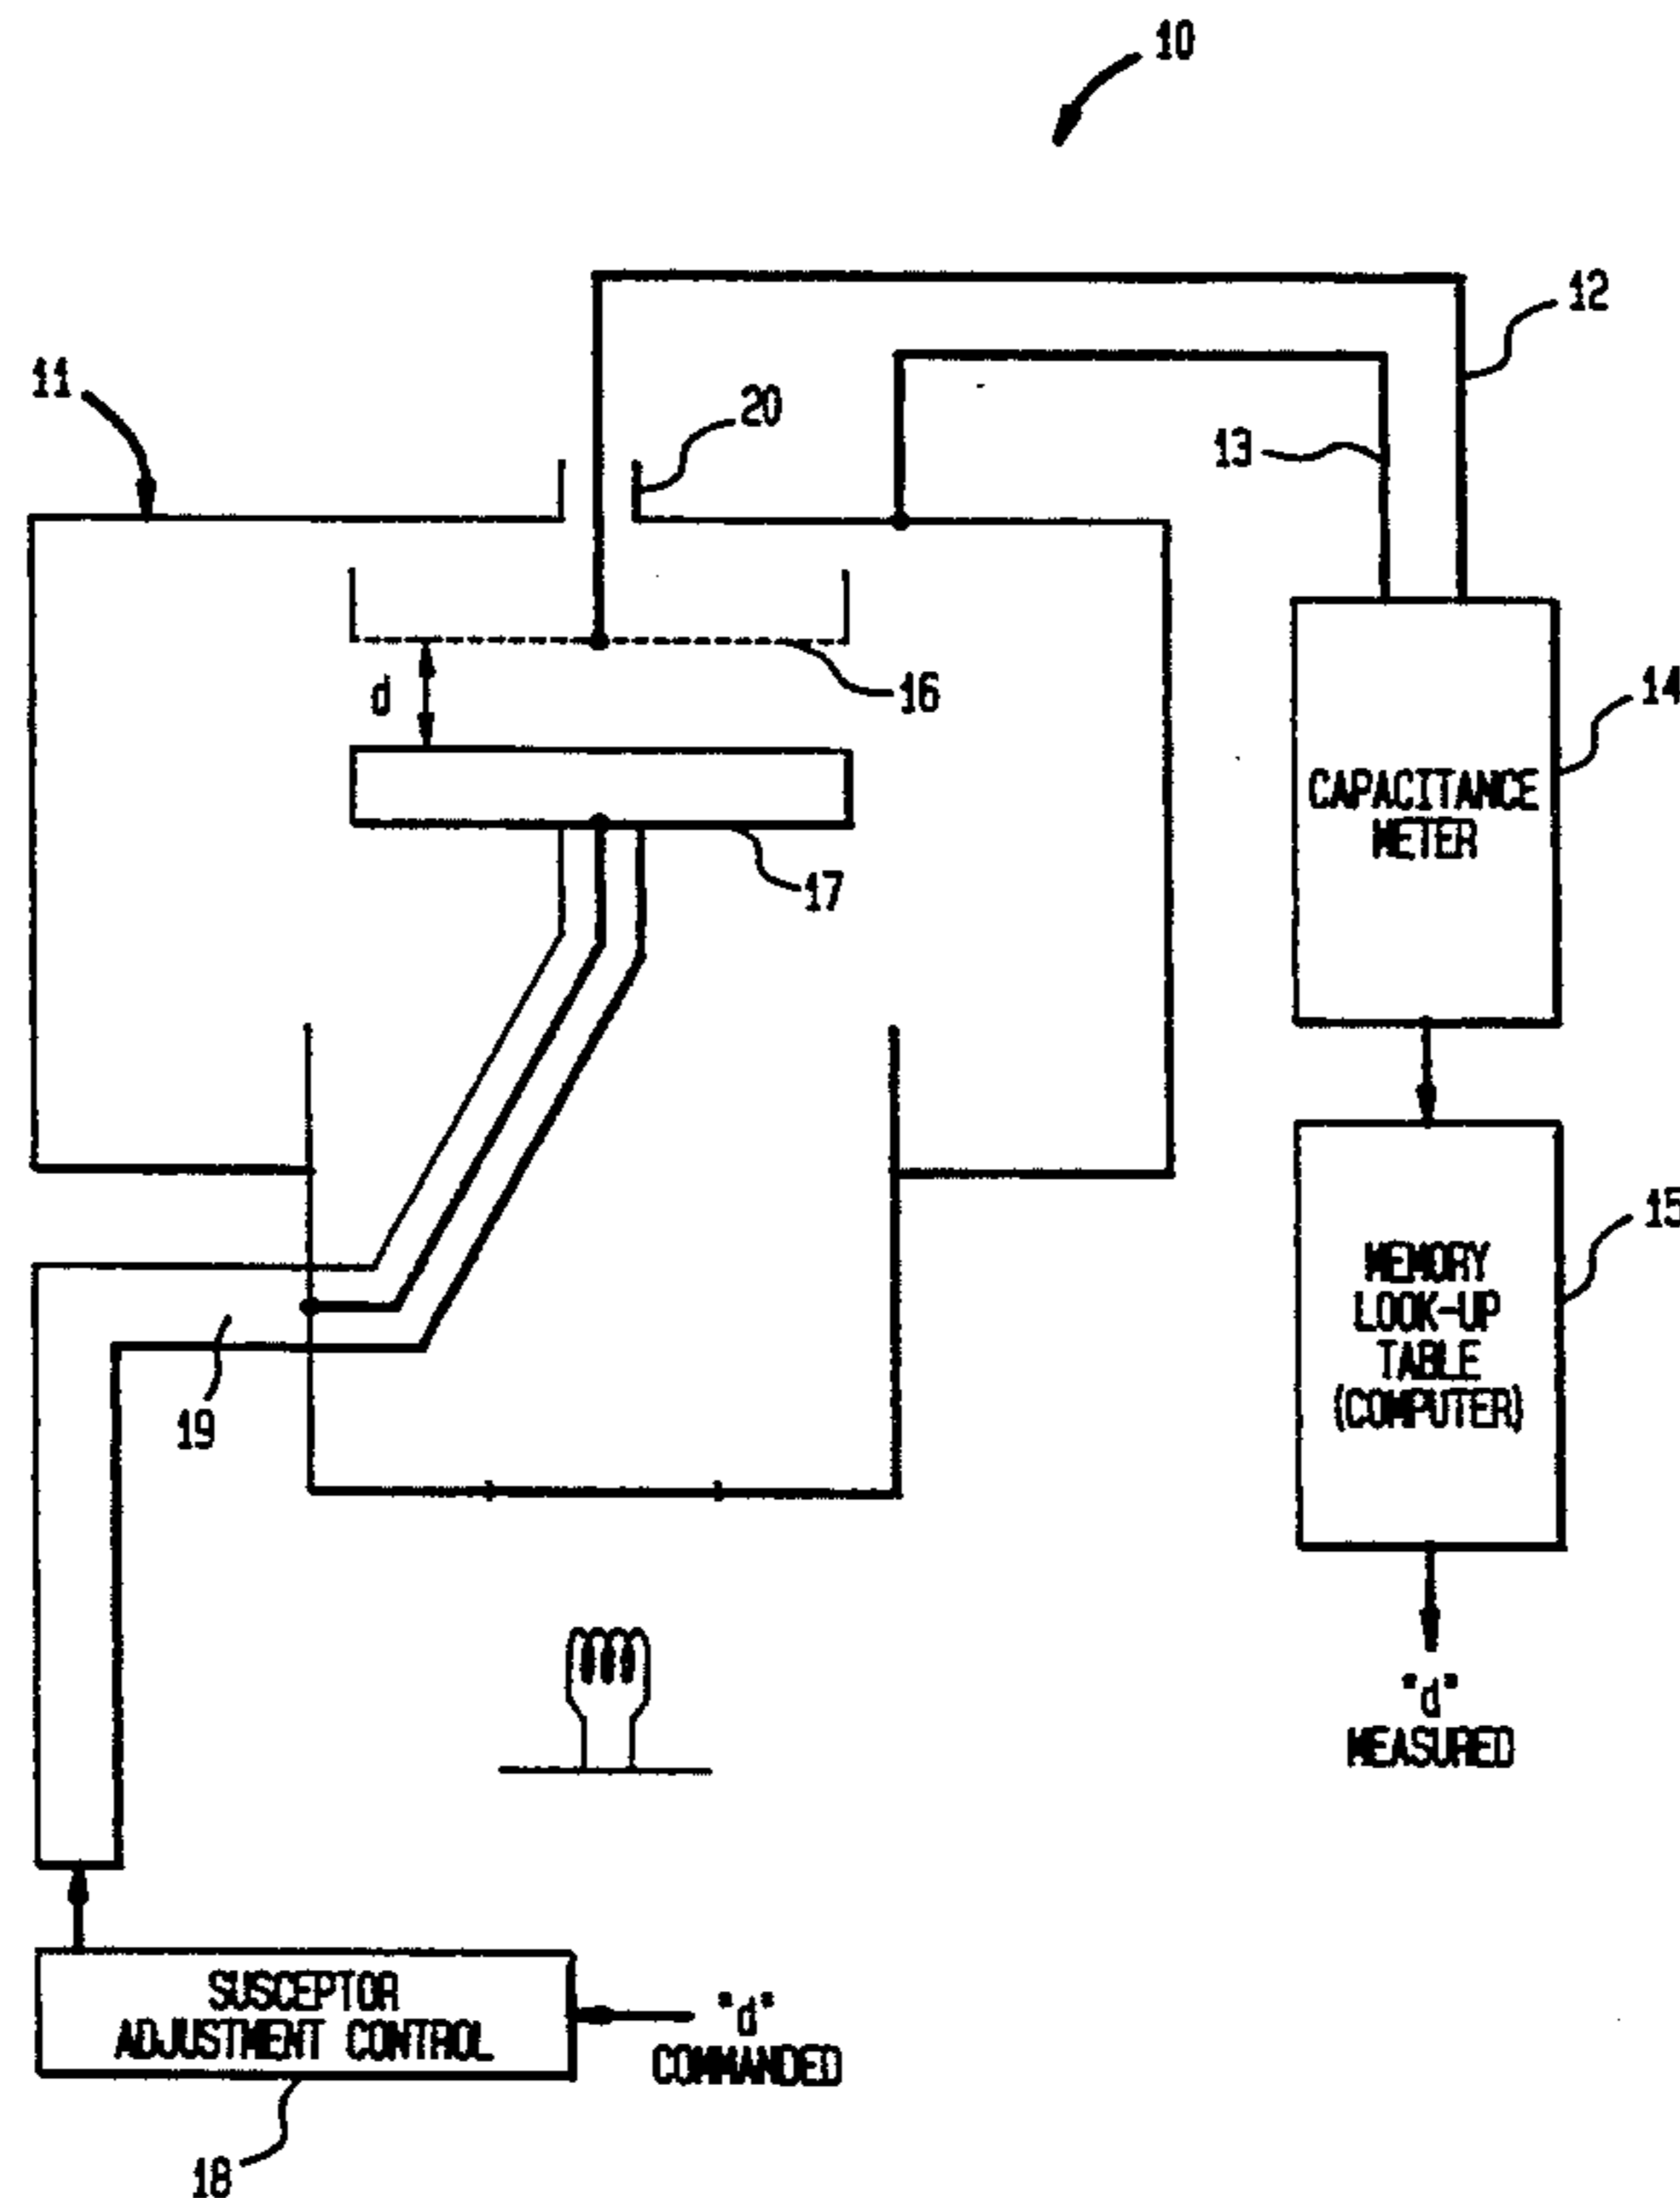 10
12
11
20
13
d
16
14
CAPACITANCE
METER
17
15
MEMORY
LOOK-UP
TABLE
(COMPUTER)
19
"d"
MEASURED
SUSCEPTOR
ADJUSTMENT CONTROL
"d"
COMMANDED
18